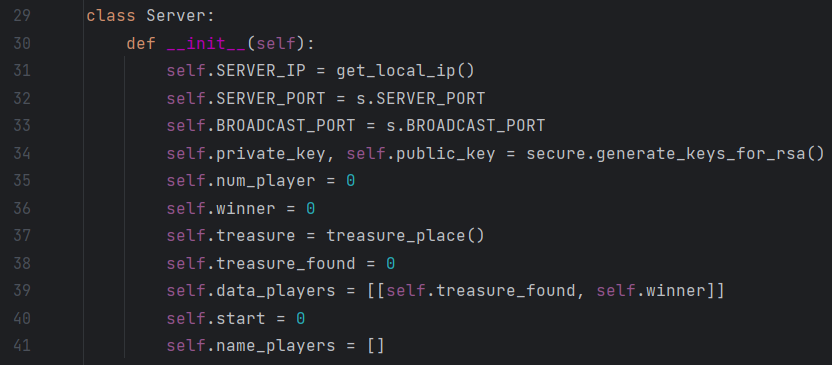 29 class Server:
30     def __init__(self):
31         self.SERVER_IP = get_local_ip()
32         self.SERVER_PORT = s.SERVER_PORT
33         self.BROADCAST_PORT = s.BROADCAST_PORT
34         self.private_key, self.public_key = secure.generate_keys_for_rsa()
35         self.num_player = 0
36         self.winner = 0
37         self.treasure = treasure_place()
38         self.treasure_found = 0
39         self.data_players = [[self.treasure_found, self.winner]]
40         self.start = 0
41         self.name_players = []